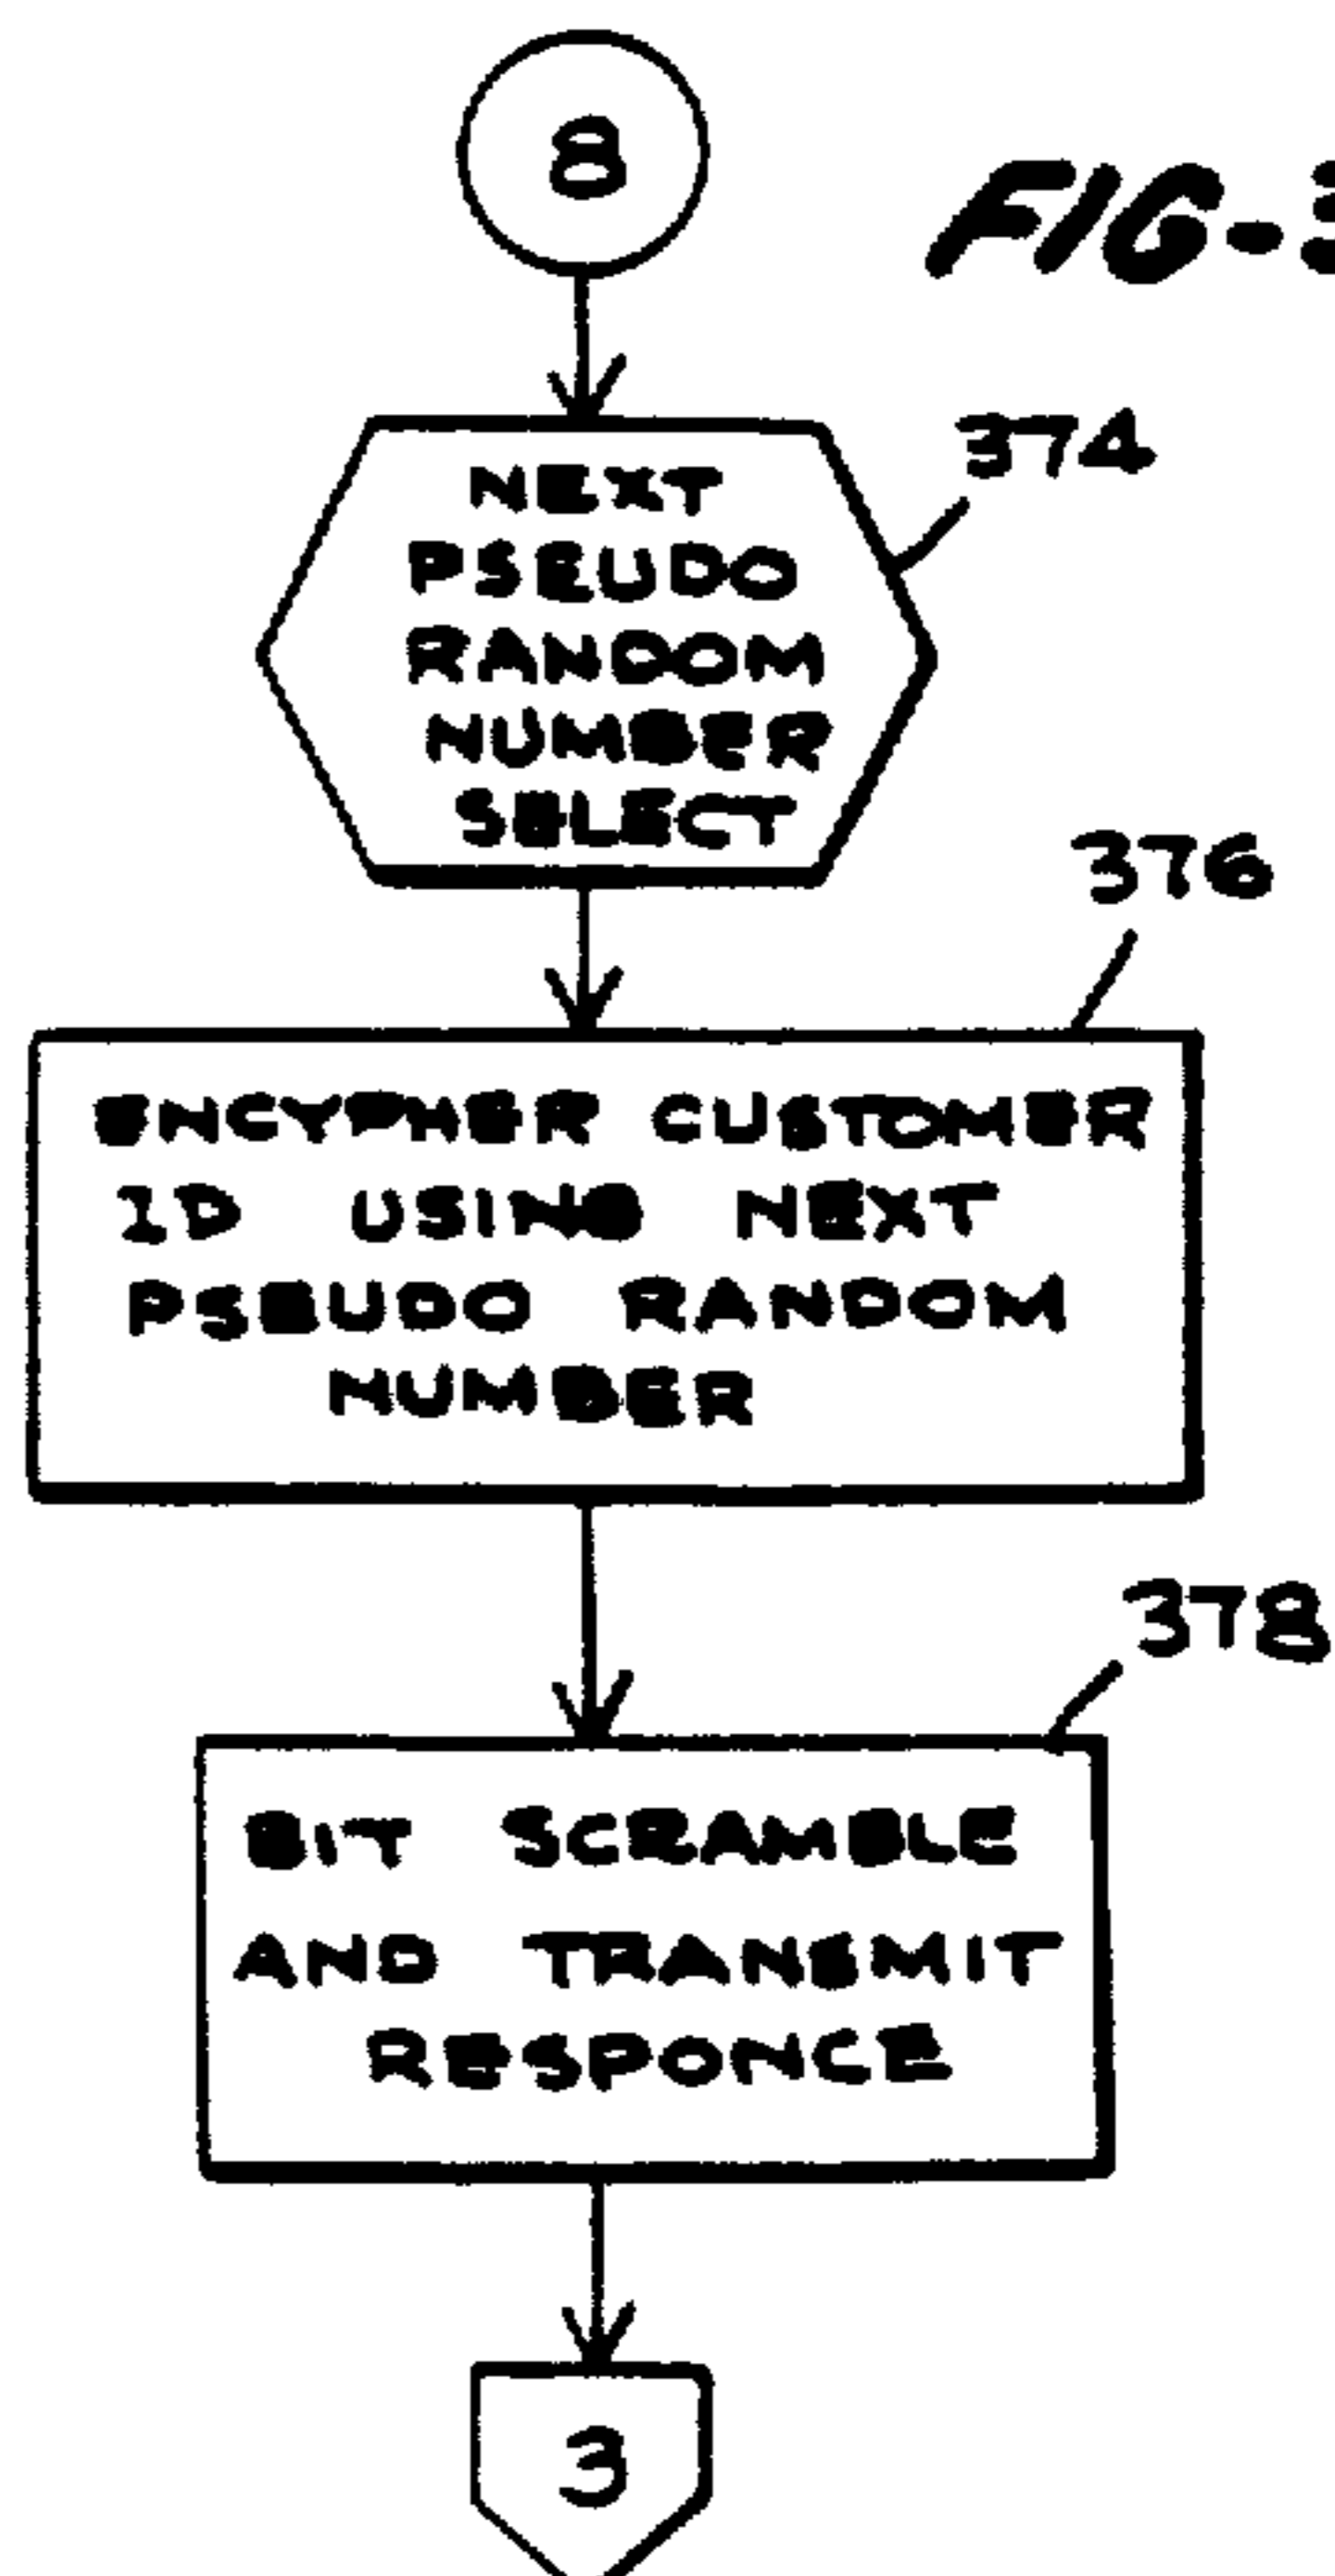 8
FIG-3
374
NEXT
PSEUDO
RANDOM
NUMBER
SELECT
376
ENCYPHER CUSTOMER
ID USING NEXT
PSEUDO RANDOM
NUMBER
378
BIT SCRAMBLE
AND TRANSMIT
RESPONCE
3